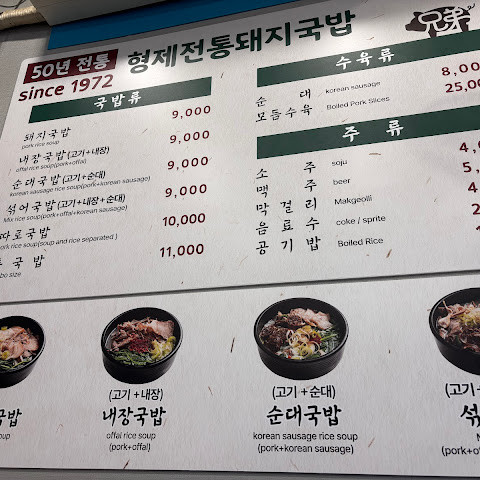 50년 전통 형제전통돼지국밥
since 1972
兄弟
국밥류
9,000
돼지국밥
pork rice soup
9,000
내장국밥(고기+내장)
offal rice soup(pork+offal)
9,000
순대국밥(고기+순대)
korean sausage rice soup(pork+korean sausage)
9,000
섞어국밥(고기+내장+순대)
Mix rice soup(pork+offal+korean sausage)
10,000
따로국밥
pork rice soup(soup and rice separated )
11,000
국밥
size
수육류
순 대 korean sausage 8,000
모듬수육 Boiled Pork Slices 25,00
주 류
소 주 soju 4,
맥 주 beer 5,
막 걸 리 Makgeolli 4
음 료 수 coke / sprite 2
공 기 밥 Boiled Rice 1
국밥
soup
(고기 +내장)
내장국밥
offal rice soup
(pork+offal)
(고기 +순대)
순대국밥
korean sausage rice soup
(pork+korean sausage)
(고기 +
섞
(pork+o